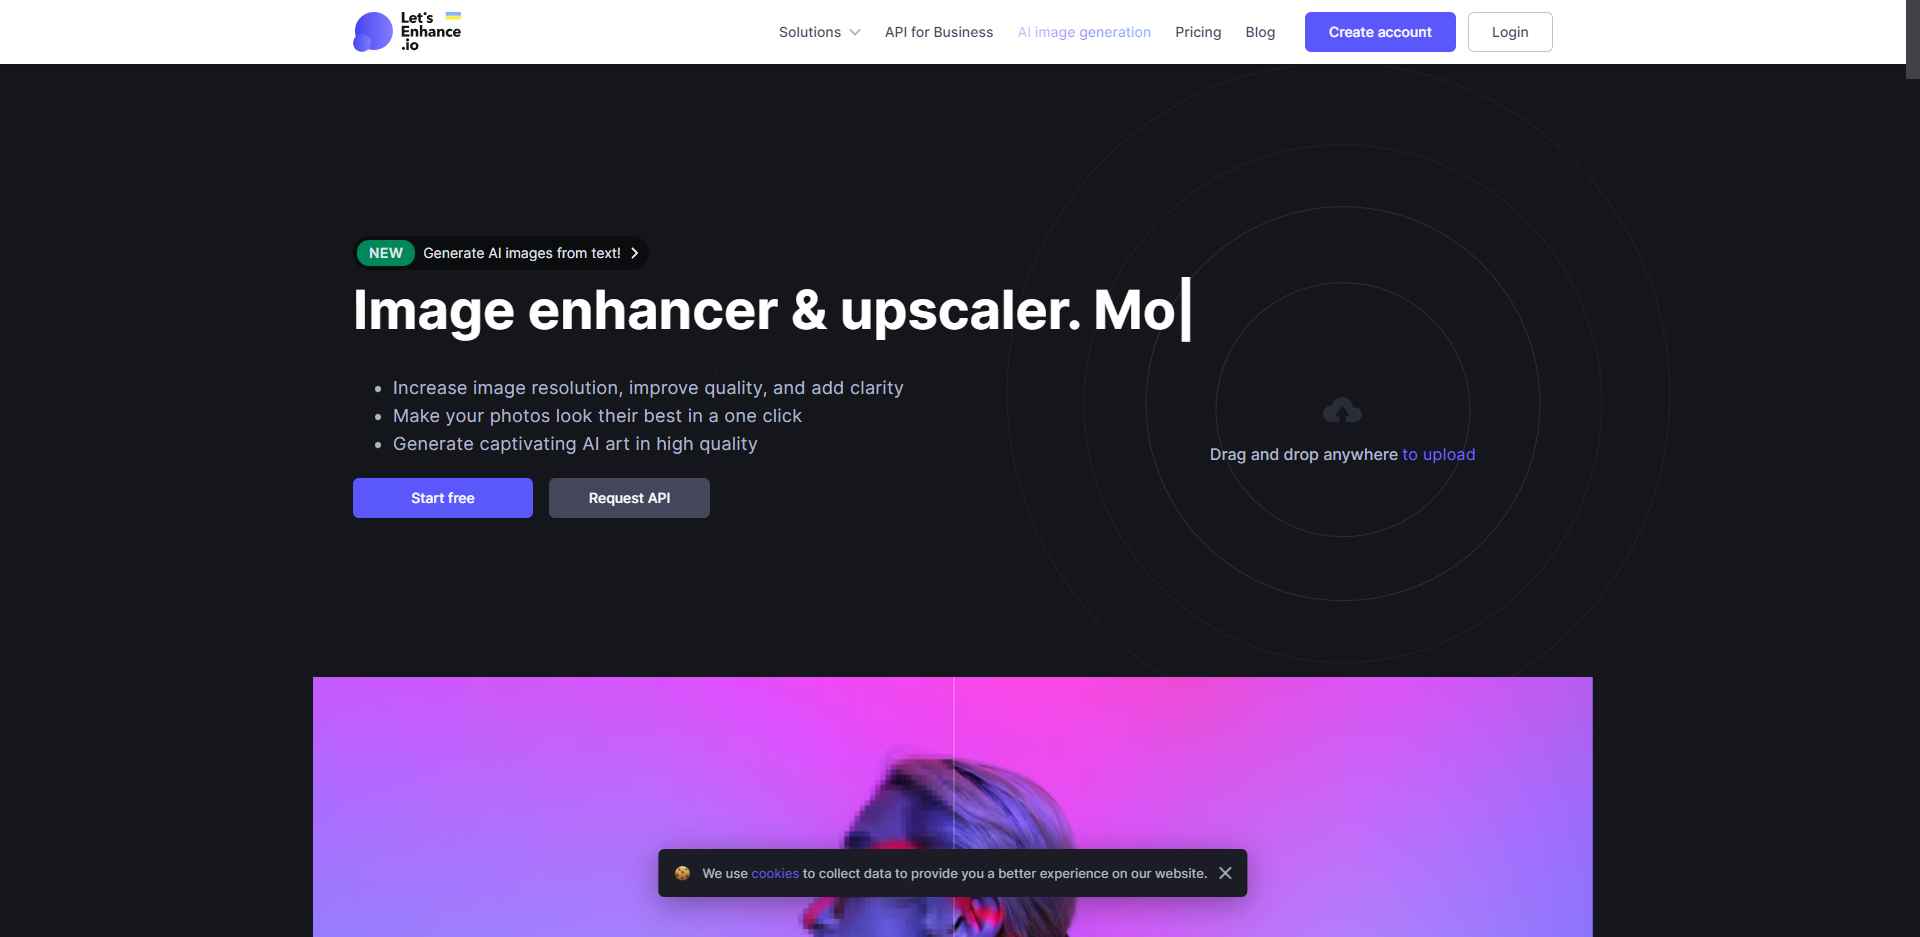 Let's
Enhance
.io
Solutions
API for Business
AI image generation
Pricing
Blog
Create account
Login
NEW
Generate AI images from text!
Image enhancer & upscaler. Mo
Increase image resolution, improve quality, and add clarity
Make your photos look their best in a one click
Generate captivating AI art in high quality
Start free
Request API
Drag and drop anywhere to upload
We use cookies to collect data to provide you a better experience on our website.